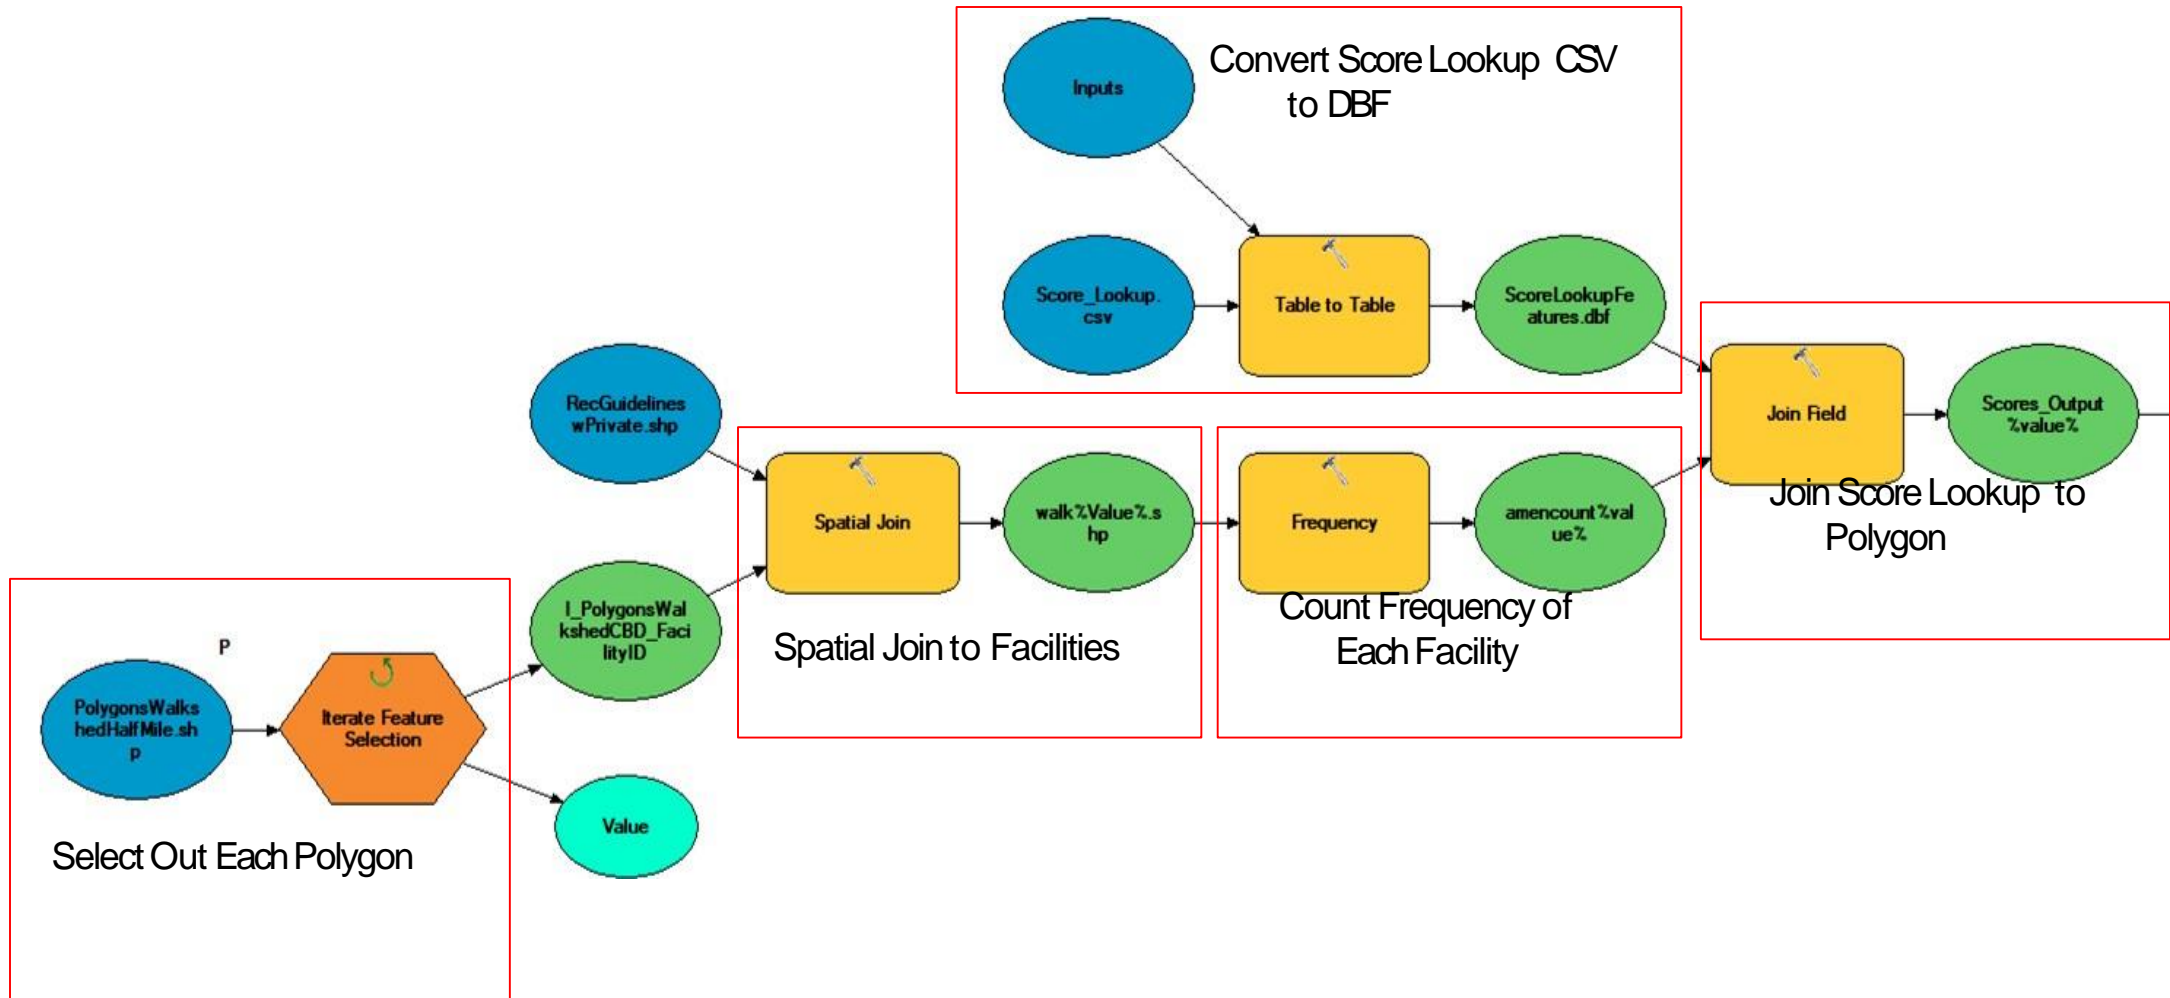 Inputs
Convert Score Lookup CSV
to DBF
Score_Lookup.
csv
Table to Table
ScoreLookupFe
atures.dbf
RecGuidelines
wPrivate.shp
Spatial Join
walk%Value%.s
hp
Frequency
amencount%val
ue%
Join Field
Scores_Output
%value%
Join Score Lookup to
Polygon
I_PolygonsWal
kshedCBD_Faci
lityID
Spatial Join to Facilities
Count Frequency of
Each Facility
P
PolygonsWalks
hedHalfMile.sh
p
Iterate Feature
Selection
Value
Select Out Each Polygon